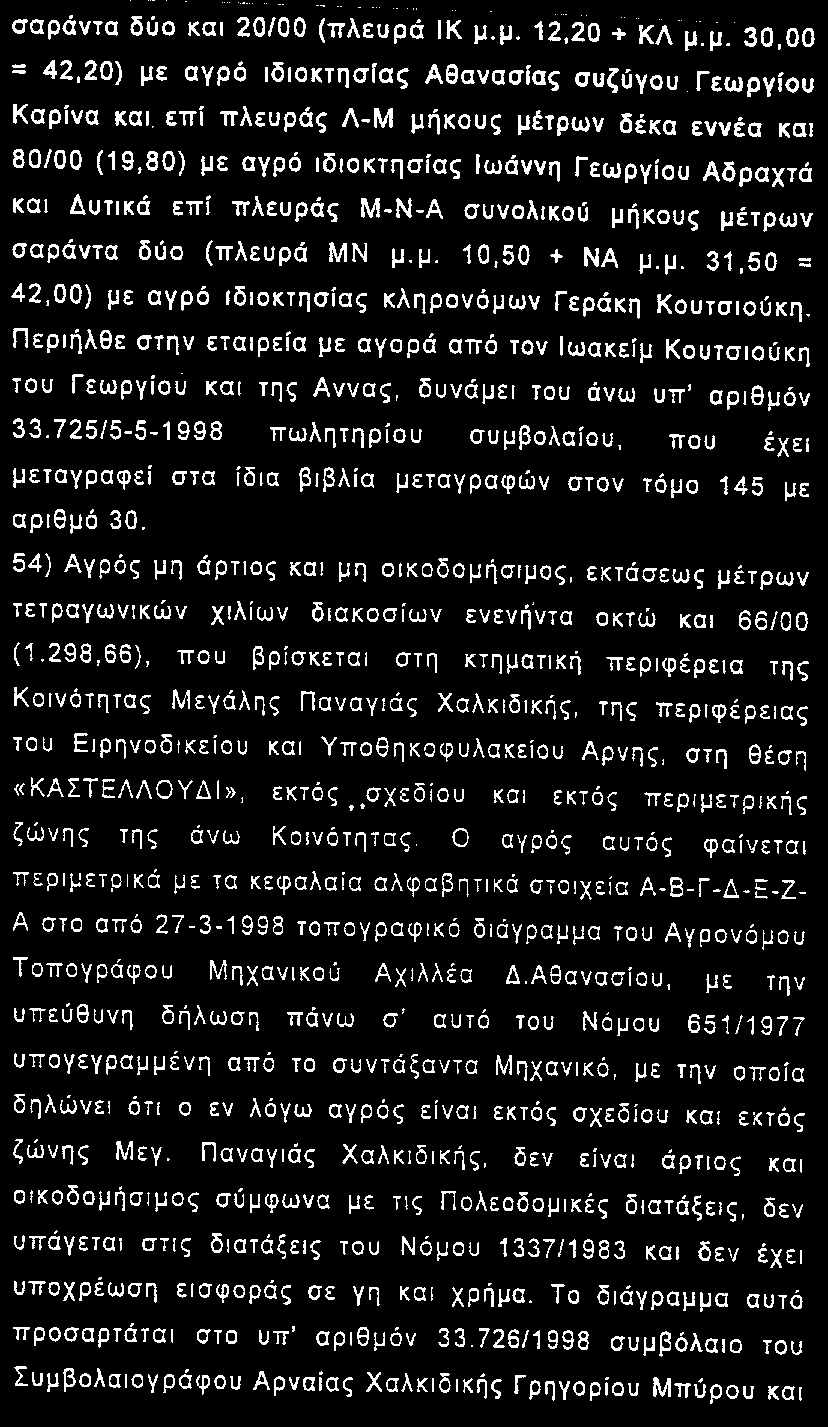 σαράντα δύο και 20/00 (πλευρά ΙΚ μ.μ. 12,20 + ΚΛ μ.μ. 30,00
= 42,20) με αγρό ιδιοκτησίας Αθανασίας συζύγου Γεωργίου
Καρίνα και επί πλευράς Λ-Μ μήκους μέτρων δέκα εννέα και
80/00 (19,80) με αγρό ιδιοκτησίας Ιωάννη Γεωργίου Αδραχτά
και Δυτικά επί πλευράς Μ-Ν-Α συνολικού μήκους μέτρων
σαράντα δύο (πλευρά ΜΝ μ.μ. 10,50 + ΝΑ μ.μ. 31,50 =
42,00) με αγρό ιδιοκτησίας κληρονόμων Γεράκη Κουτσιούκη.
Περιήλθε στην εταιρεία με αγορά από τον Ιωακείμ Κουτσιούκη
του Γεωργίου και της Αννας, δυνάμει του άνω υπ' αριθμόν
33.725/5-5-1998 πωλητηρίου συμβολαίου, που έχει
μεταγραφεί στα ίδια βιβλία μεταγραφών στον τόμο 145 με
αριθμό 30.
54) Αγρός μη άρτιος και μη οικοδομήσιμος, εκτάσεως μέτρων
τετραγωνικών χιλίων διακοσίων ενενήντα οκτώ και 66/00
(1.298,66), που βρίσκεται στη κτηματική περιφέρεια της
Κοινότητας Μεγάλης Παναγιάς Χαλκιδικής, της περιφέρειας
του Ειρηνοδικείου και Υποθηκοφυλακείου Αρνης, στη θέση
«ΚΑΣΤΕΛΛΟΥΔΙ», εκτός σχεδίου και εκτός περιμετρικής
ζώνης της άνω Κοινότητας. Ο αγρός αυτός φαίνεται
περιμετρικά με τα κεφαλαία αλφαβητικά στοιχεία Α-Β-Γ-Δ-Ε-Ζ-
Α στο από 27-3-1998 τοπογραφικό διάγραμμα του Αγρονόμου
Τοπογράφου Μηχανικού Αχιλλέα Δ.Αθανασίου, με την
υπεύθυνη δήλωση πάνω σ' αυτό του Νόμου 651/1977
υπογεγραμμένη από το συντάξαντα Μηχανικό, με την οποία
δηλώνει ότι ο εν λόγω αγρός είναι εκτός σχεδίου και εκτός
ζώνης Μεγ. Παναγιάς Χαλκιδικής, δεν είναι άρτιος και
οικοδομήσιμος σύμφωνα με τις Πολεοδομικές διατάξεις, δεν
υπάγεται στις διατάξεις του Νόμου 1337/1983 και δεν έχει
υποχρέωση εισφοράς σε γη και χρήμα. Το διάγραμμα αυτό
προσαρτάται στο υπ' αριθμόν 33.726/1998 συμβόλαιο του
Συμβολαιογράφου Αρναίας Χαλκιδικής Γρηγορίου Μπύρου και